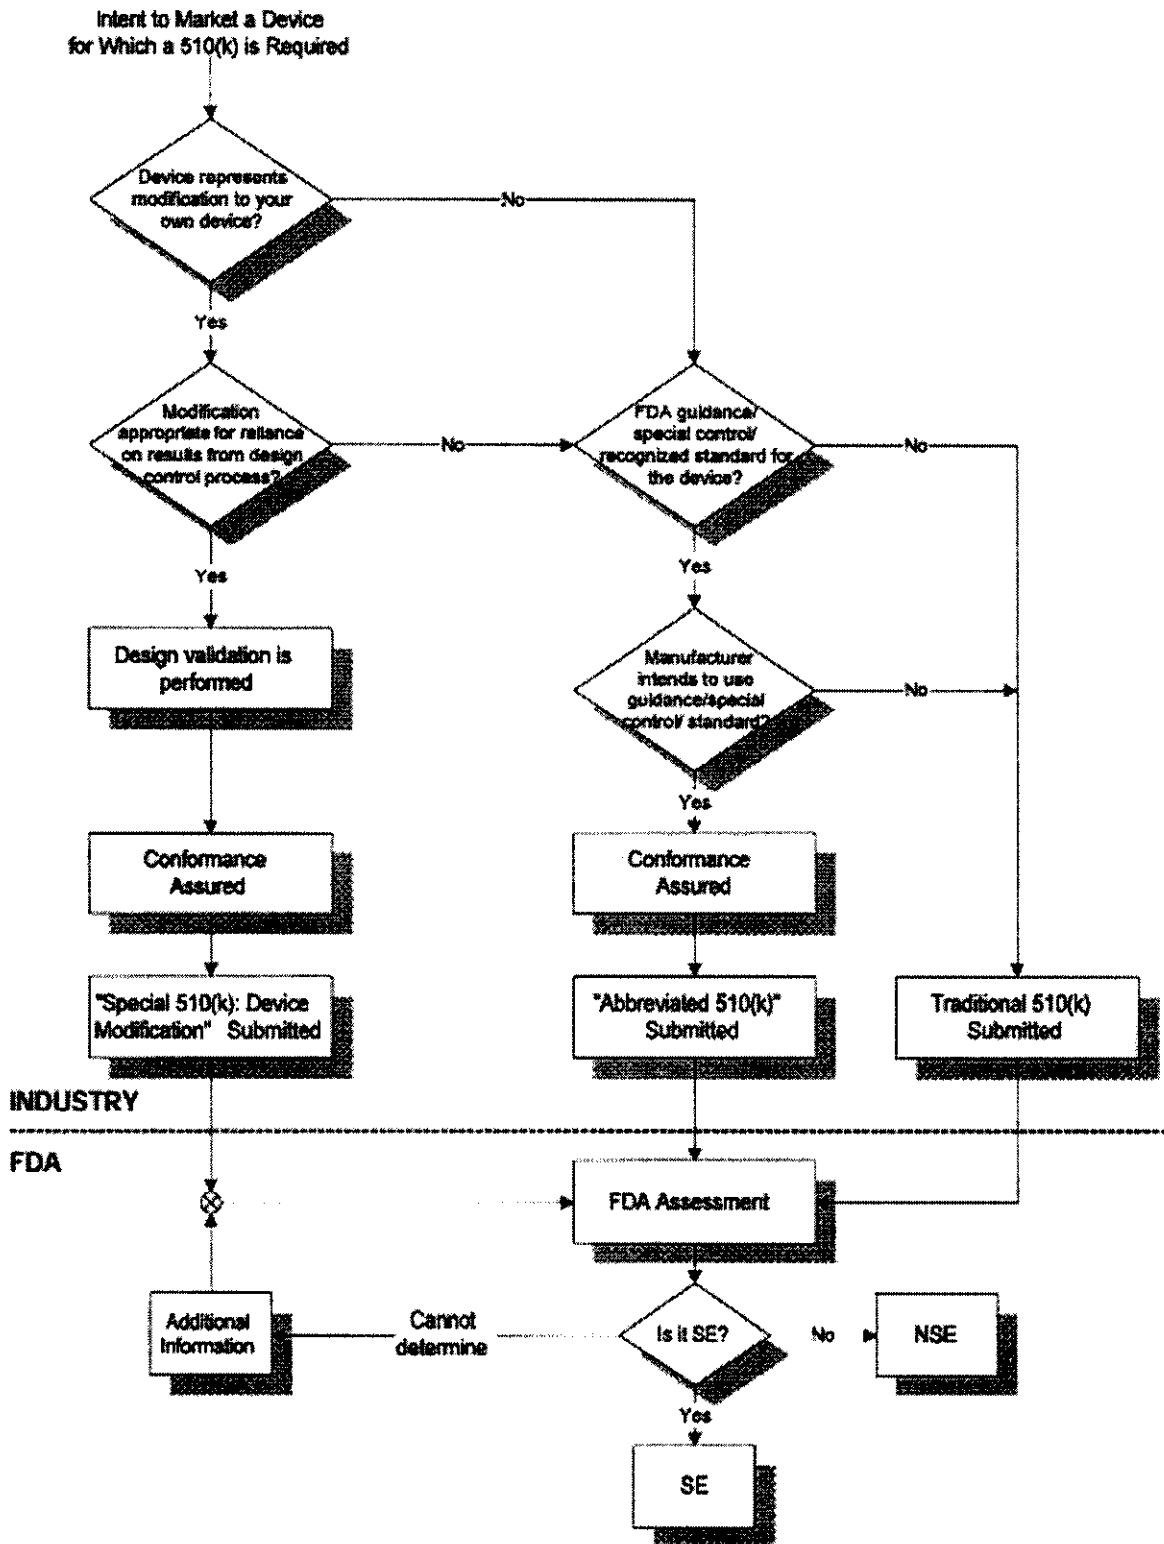 Intent to Market a Device
for Which a 510(k) is Required
Device represents
modification to your
own device?
No
Yes
Modification
appropriate for reliance
on results from design
control process?
No
FDA guidance/
special control/
recognized standard for
the device?
No
Yes
Yes
Design validation is
performed
Manufacturer
intends to use
guidance/special
control/ standard?
No
Yes
Conformance
Assured
Conformance
Assured
"Special 510(k): Device
Modification" Submitted
"Abbreviated 510(k)"
Submitted
Traditional 510(k)
Submitted
INDUSTRY
FDA
FDA Assessment
Additional
Information
Cannot
determine
Is it SE?
No
NSE
Yes
SE